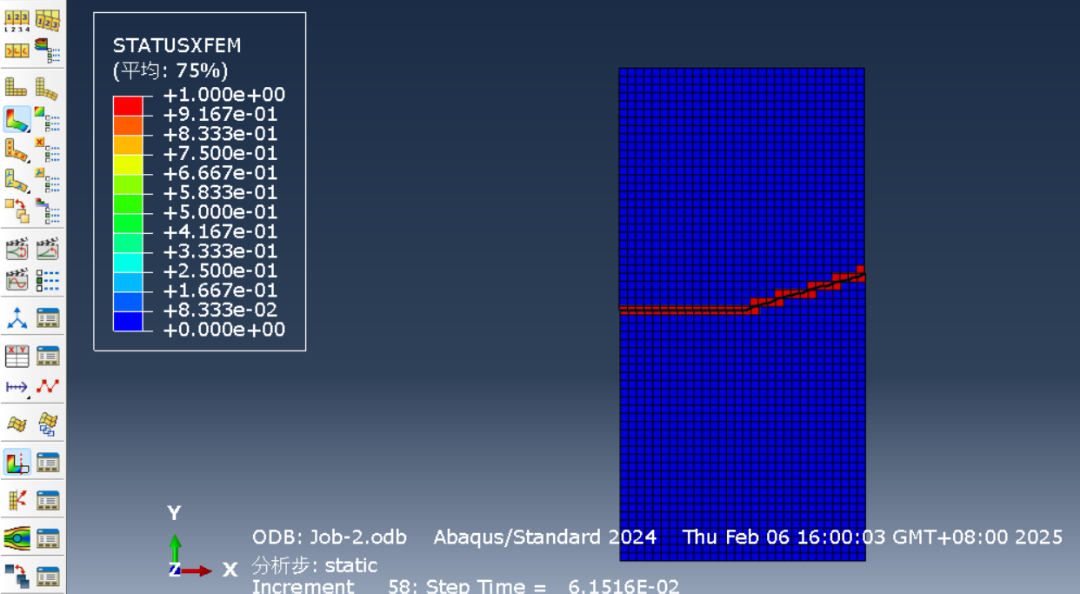 STATUSXFEM
(平均: 75%)
+1.000e+00
+9.167e-01
+8.333e-01
+7.500e-01
+6.667e-01
+5.833e-01
+5.000e-01
+4.167e-01
+3.333e-01
+2.500e-01
+1.667e-01
+8.333e-02
+0.000e+00
Y
Z X
ODB: Job-2.odb Abaqus/Standard 2024 Thu Feb 06 16:00:03 GMT+08:00 2025
分析步: static
Increment 58: Step Time = 6.1516E-02